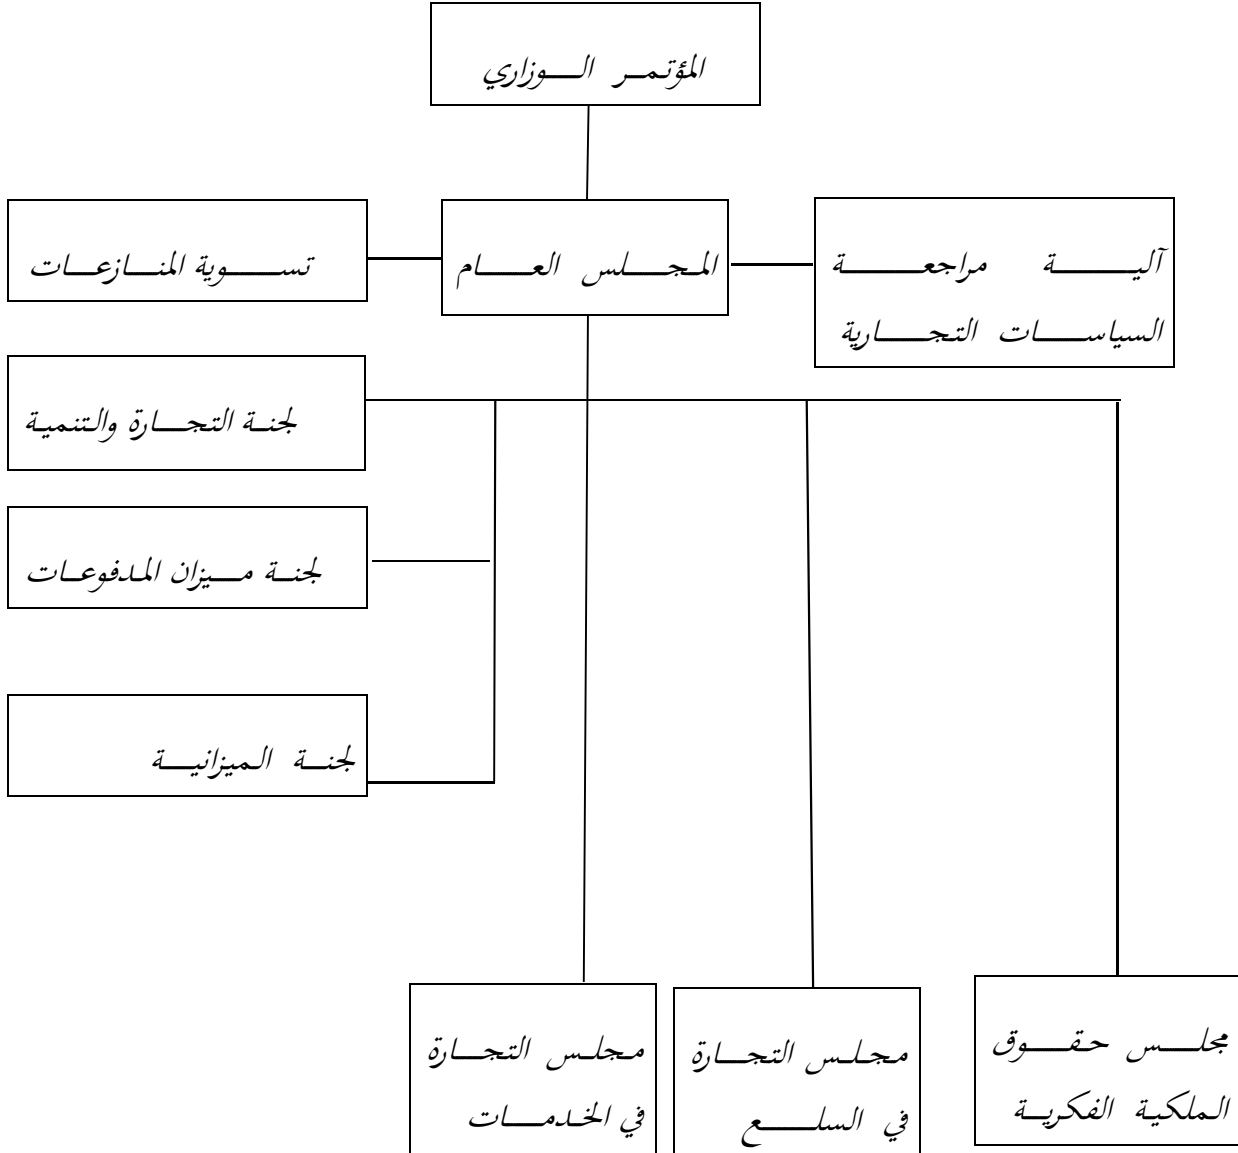 المؤتمر الوزاري
آلية مراجعة
السياسات التجارية
المجلس العام
تسوية المنازعات
لجنة التجارة والتنمية
لجنة ميزان المدفوعات
لجنة الميزانية
مجلس حقوق
الملكية الفكرية
مجلس التجارة
في السلع
مجلس التجارة
في الخدمات